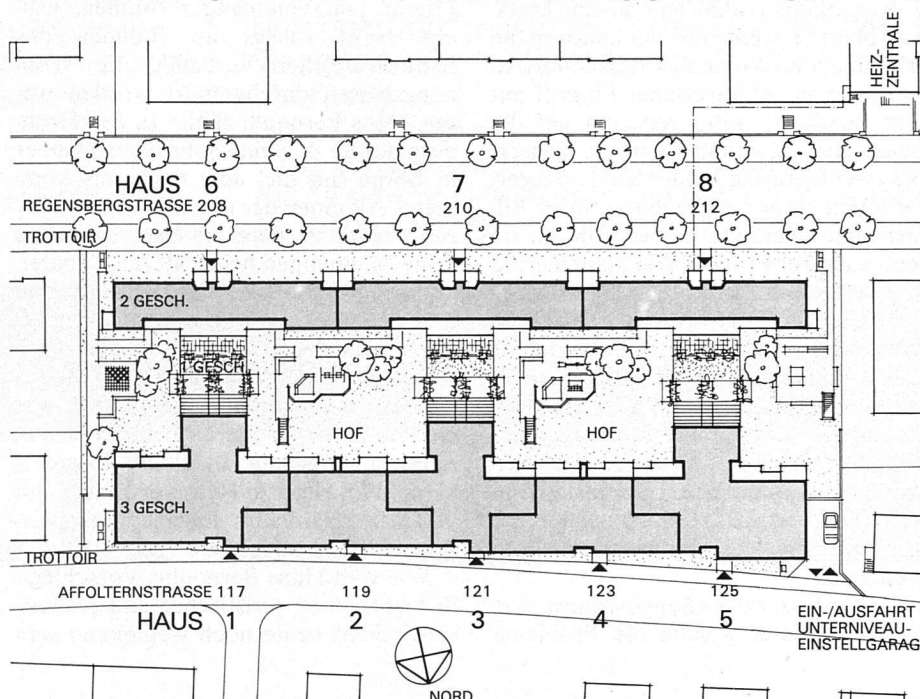 HEIZ-
ZENTRALE
HAUS 6 7 8
REGENSBERGSTRASSE 208 210 212
TROTTOIR
2 GESCH.
1 GESCH.
HOF HOF
3 GESCH.
TROTTOIR
AFFOLTERNSTRASSE 117 119 121 123 125
HAUS 1 2 3 4 5
EIN-/AUSFAHRT
UNTERNIVEAU-
EINSTELLGARAG
NORD